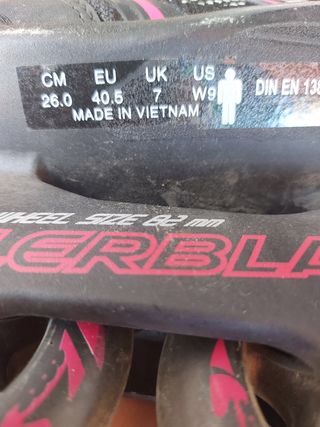 CM EU UK US
26.0 40.5 7 W9
MADE IN VIETNAM
DIN EN
WHEEL SIZE 82 mm
ERBLA